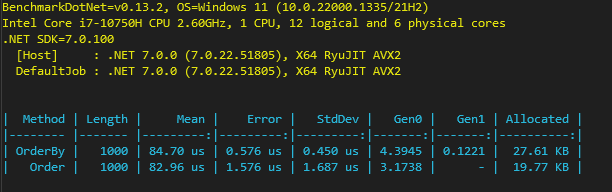 BenchmarkDotNet=v0.13.2, OS=Windows 11 (10.0.22000.1335/21H2)
Intel Core i7-10750H CPU 2.60GHz, 1 CPU, 12 logical and 6 physical cores
.NET SDK=7.0.100
  [Host]     : .NET 7.0.0 (7.0.22.51805), X64 RyuJIT AVX2
  DefaultJob : .NET 7.0.0 (7.0.22.51805), X64 RyuJIT AVX2
|  Method | Length |     Mean |    Error |   StdDev |   Gen0 |   Gen1 | Allocated |
|-------- |------- |---------:|---------:|---------:|-------:|-------:|----------:|
| OrderBy |   1000 | 84.70 us | 0.576 us | 0.450 us | 4.3945 | 0.1221 |  27.61 KB |
|   Order |   1000 | 82.96 us | 1.576 us | 1.687 us | 3.1738 |      - |  19.77 KB |